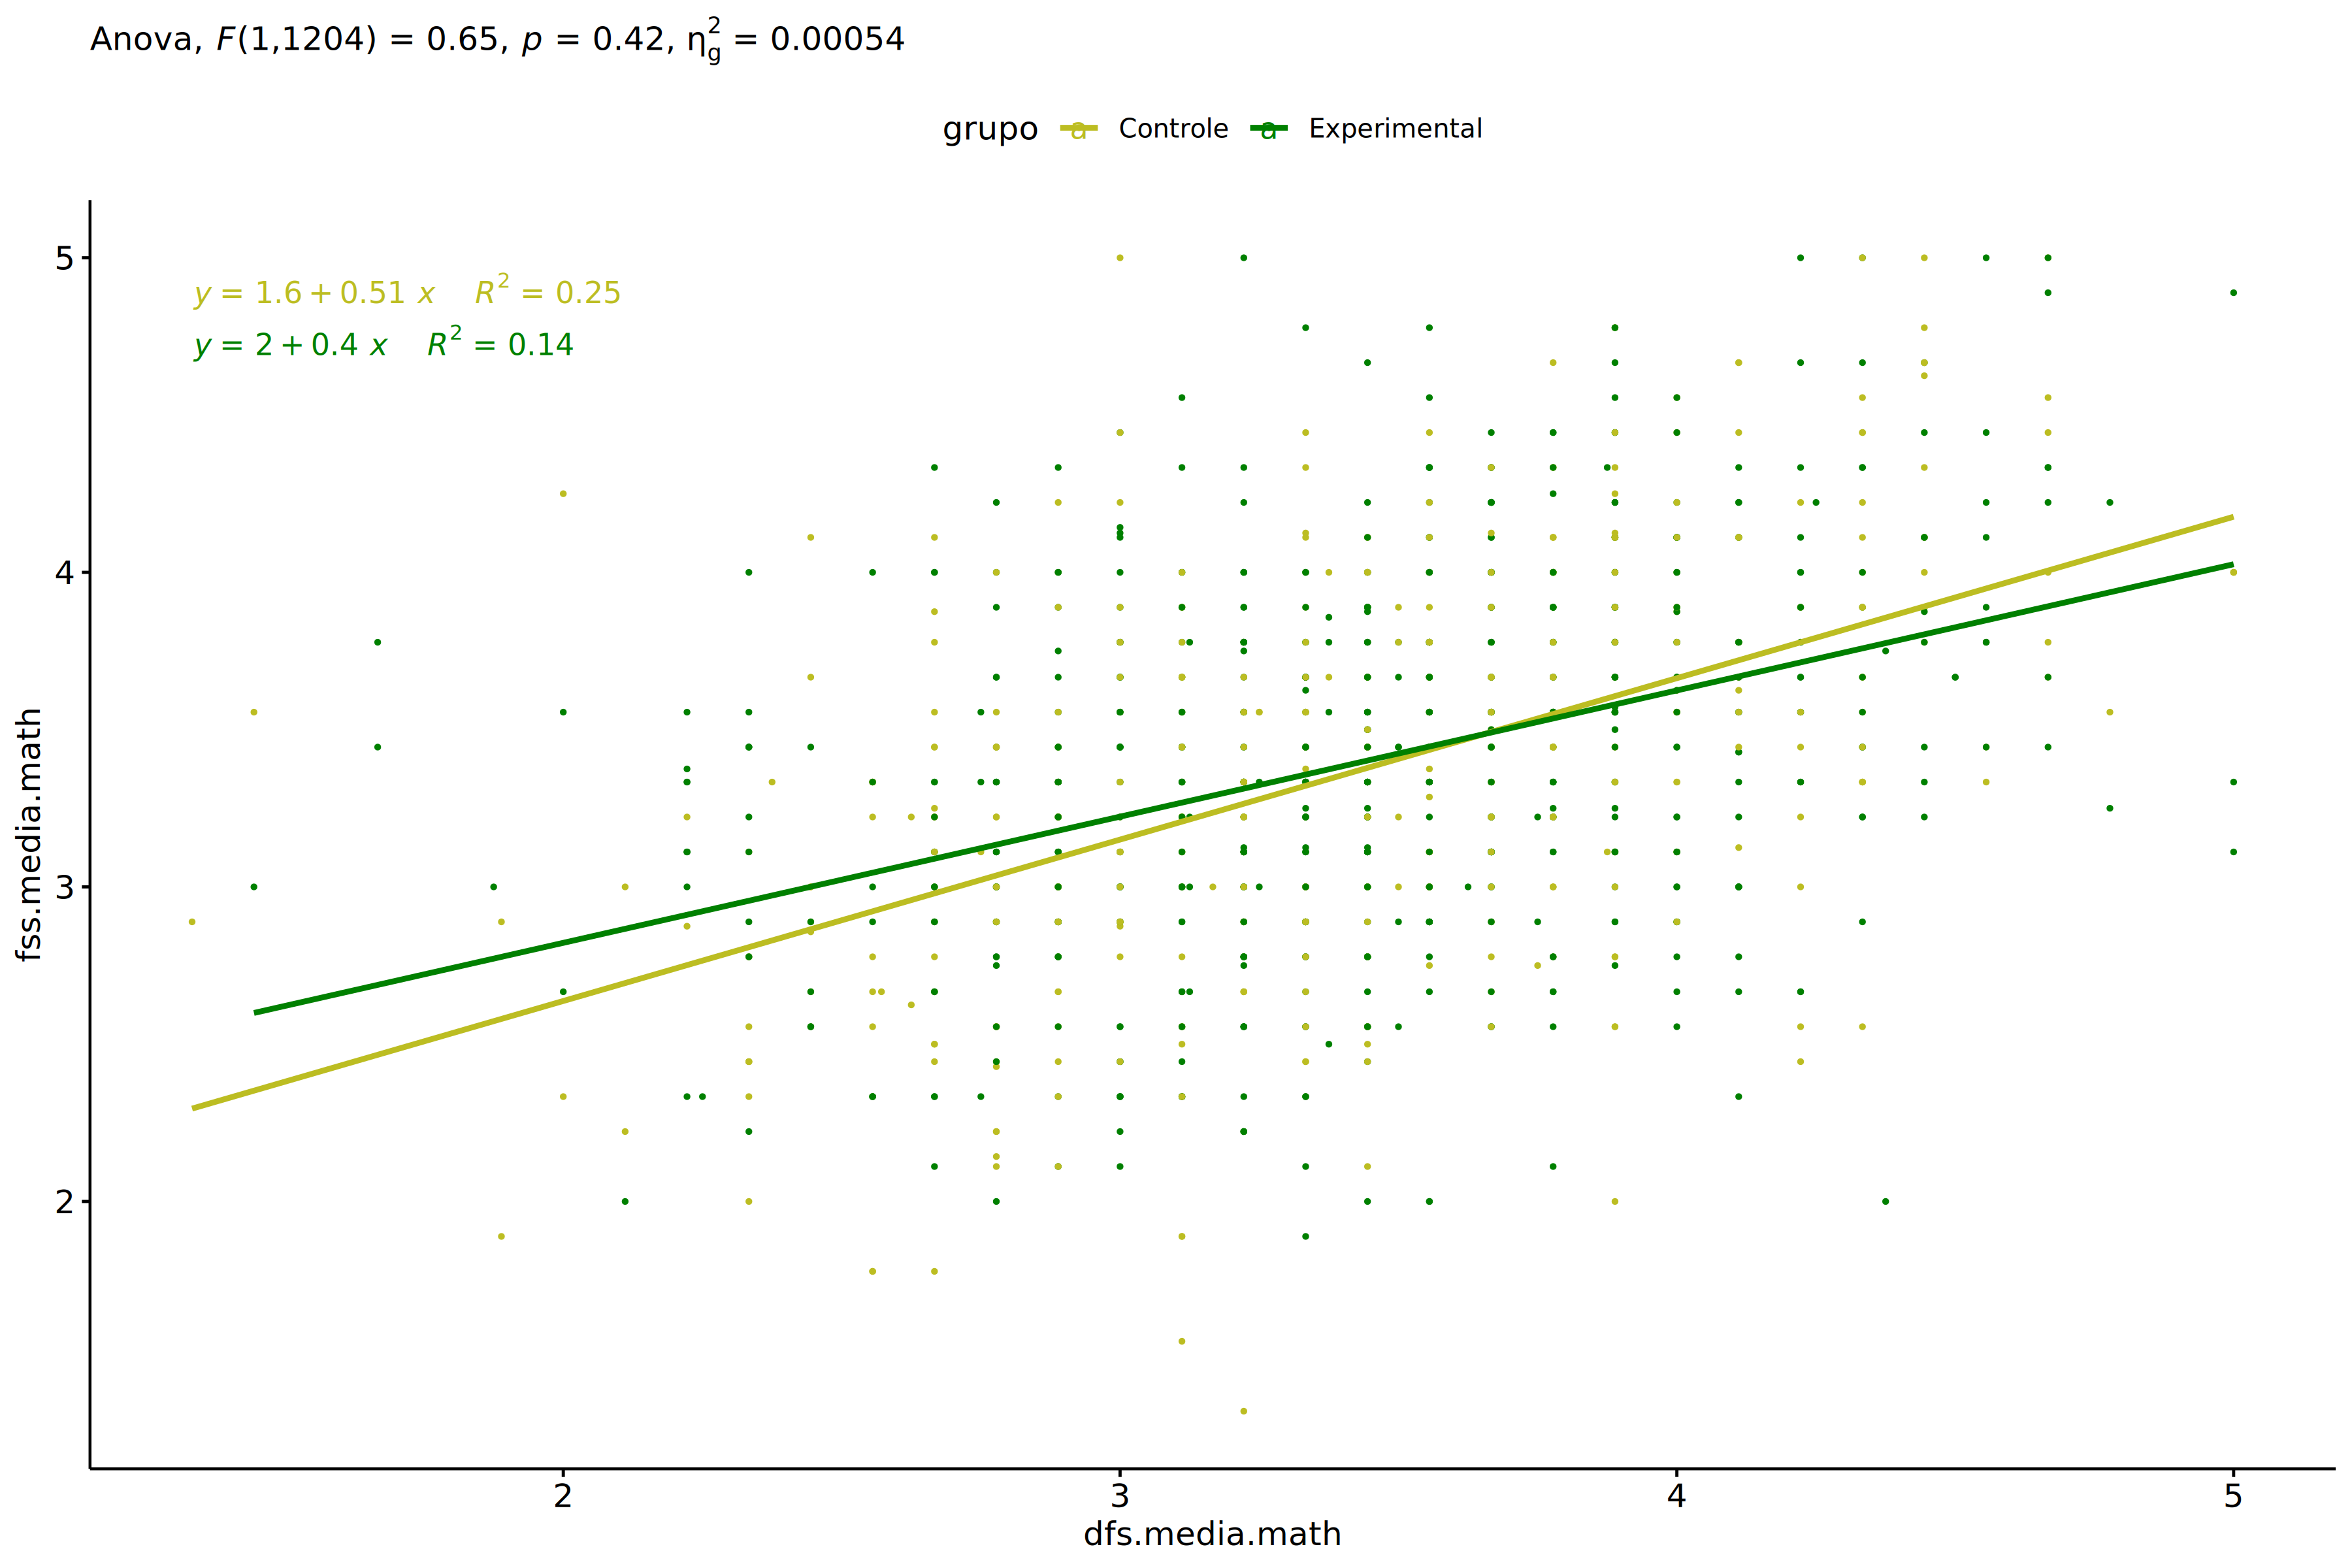 Anova, F(1,1204) = 0.65, p = 0.42, η²g = 0.00054
grupo a Controle a Experimental
y = 1.6 + 0.51 x R² = 0.25
y = 2 + 0.4 x R² = 0.14
5
4
3
2
fss.media.math
2 3 4 5
dfs.media.math